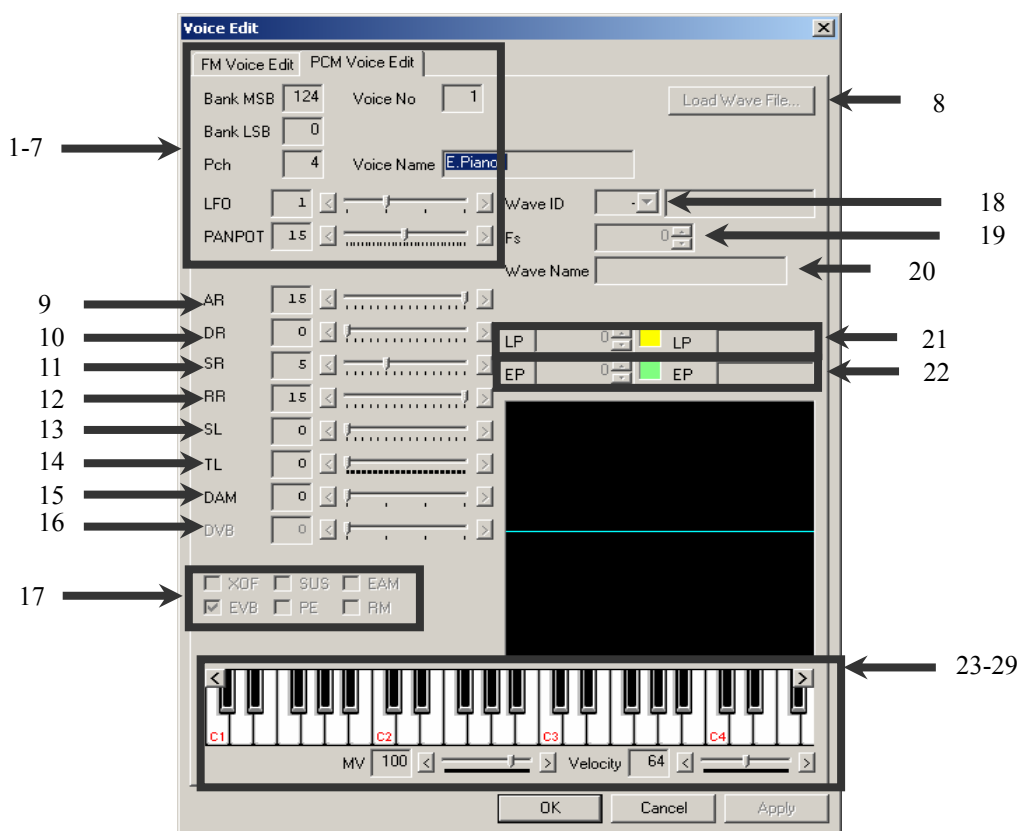 Voice Edit
FM Voice Edit PCM Voice Edit
Bank MSB 124 Voice No 1
Load Wave File... 8
Bank LSB 0
1-7
Pch 4 Voice Name E.Piano
LFO 1 Wave ID - 18
PANPOT 15 Fs 0 19
Wave Name 20
9 AR 15
10 DR 0 LP 0 LP 21
11 SR 5 EP 0 EP 22
12 RR 15
13 SL 0
14 TL 0
15 DAM 0
16 DVB 0
17 XOF SUS EAM
EVB PE RM
23-29
C1 C2 C3 C4
MV 100 Velocity 64
OK Cancel Apply